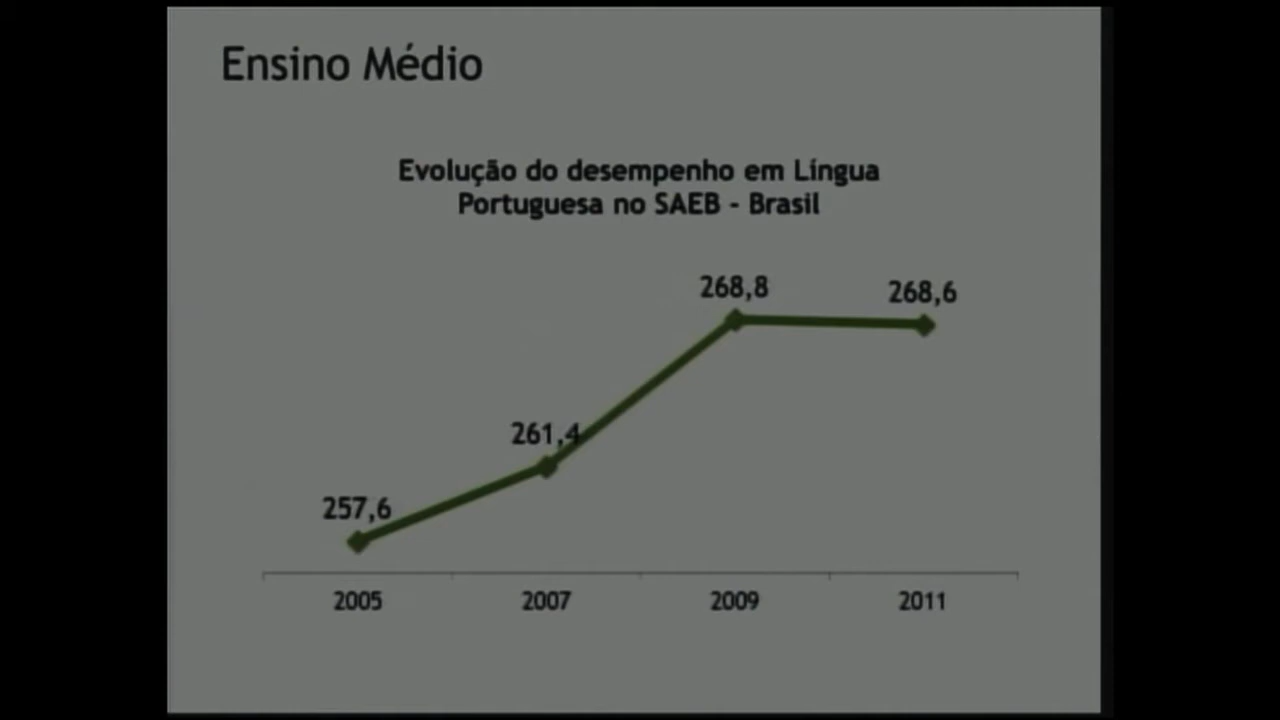 Ensino Médio
Evolução do desempenho em Língua
Portuguesa no SAEB - Brasil
268,8
268,6
261,4
257,6
2005 2007 2009 2011